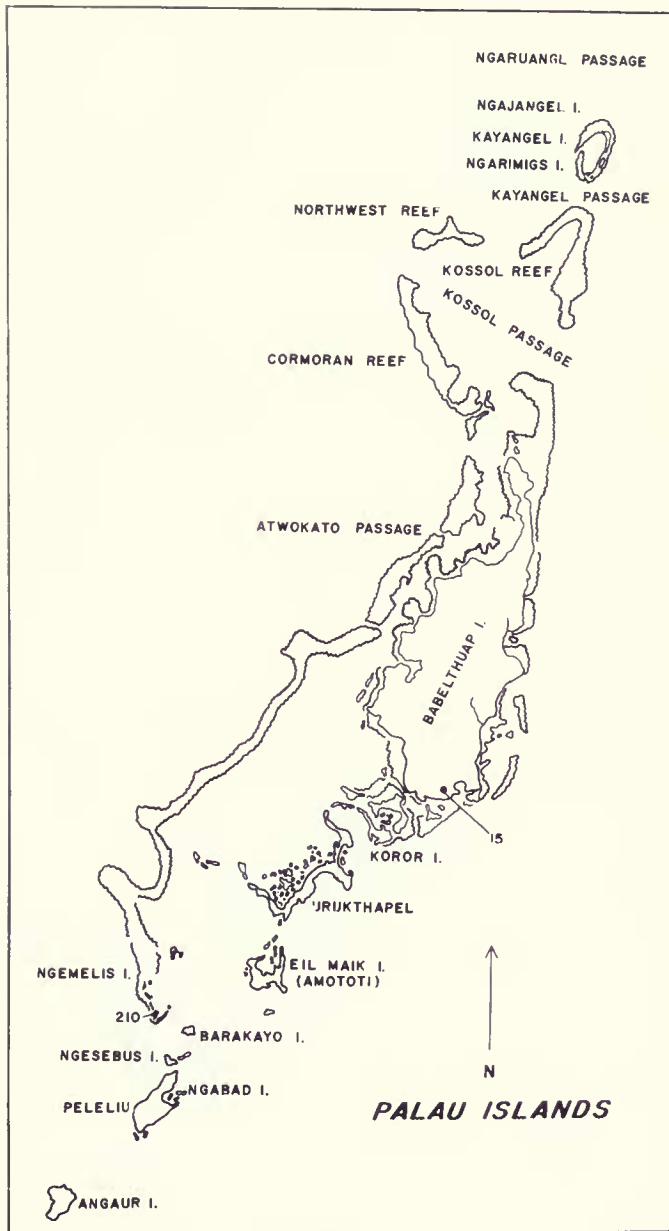 NGARUANGL PASSAGE
NGAJANGEL I.
KAYANGEL I.
NGARIMIGS I.
KAYANGEL PASSAGE
NORTHWEST REEF
KOSSOL REEF
KOSSOL PASSAGE
CORMORAN REEF
ATWOKATO PASSAGE
BABELTHUAP I.
15
KOROR I.
URUKTHAPEL
EIL MAIK I.
(AMOTOTI)
NGEMELIS I.
210
BARAKAYO I.
NGESEBUS I.
NGABAD I.
PELELIU
N
PALAU ISLANDS
ANGAUR I.